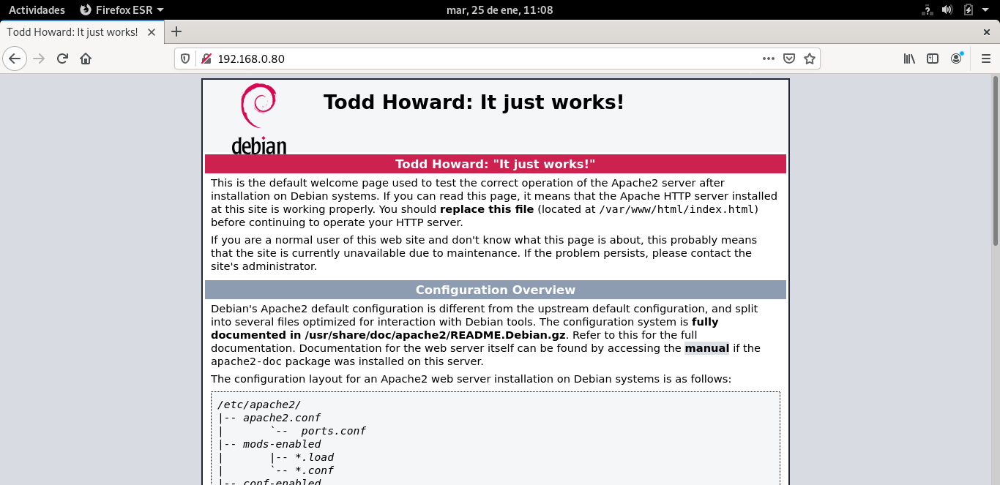 Actividades Firefox ESR mar, 25 de ene, 11:08
Todd Howard: It just works!
192.168.0.80
debian
Todd Howard: It just works!
Todd Howard: "It just works!"
This is the default welcome page used to test the correct operation of the Apache2 server after
installation on Debian systems. If you can read this page, it means that the Apache HTTP server installed
at this site is working properly. You should replace this file (located at /var/www/html/index.html)
before continuing to operate your HTTP server.
If you are a normal user of this web site and don't know what this page is about, this probably means
that the site is currently unavailable due to maintenance. If the problem persists, please contact the
site's administrator.
Configuration Overview
Debian's Apache2 default configuration is different from the upstream default configuration, and split
into several files optimized for interaction with Debian tools. The configuration system is fully
documented in /usr/share/doc/apache2/README.Debian.gz. Refer to this for the full
documentation. Documentation for the web server itself can be found by accessing the manual if the
apache2-doc package was installed on this server.
The configuration layout for an Apache2 web server installation on Debian systems is as follows:
/etc/apache2/
|-- apache2.conf
|       `--  ports.conf
|-- mods-enabled
|       |-- *.load
|       `-- *.conf
|-- conf-enabled